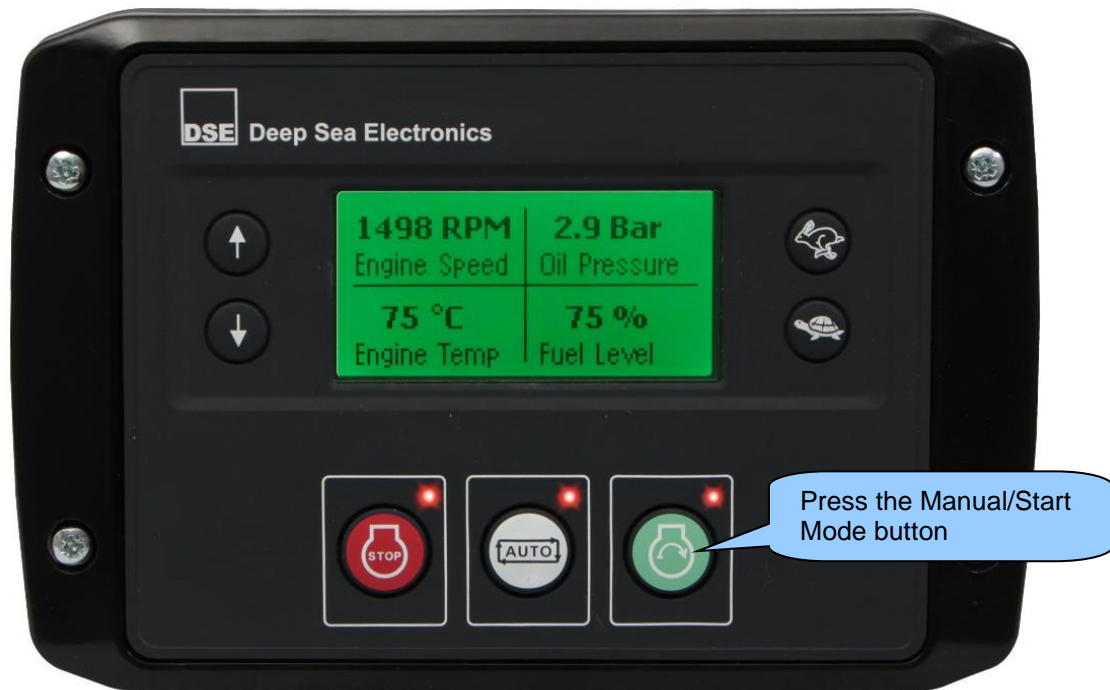 DSE Deep Sea Electronics
1498 RPM
Engine Speed
2.9 Bar
Oil Pressure
75 °C
Engine Temp
75 %
Fuel Level
STOP
AUTO
Press the Manual/Start
Mode button